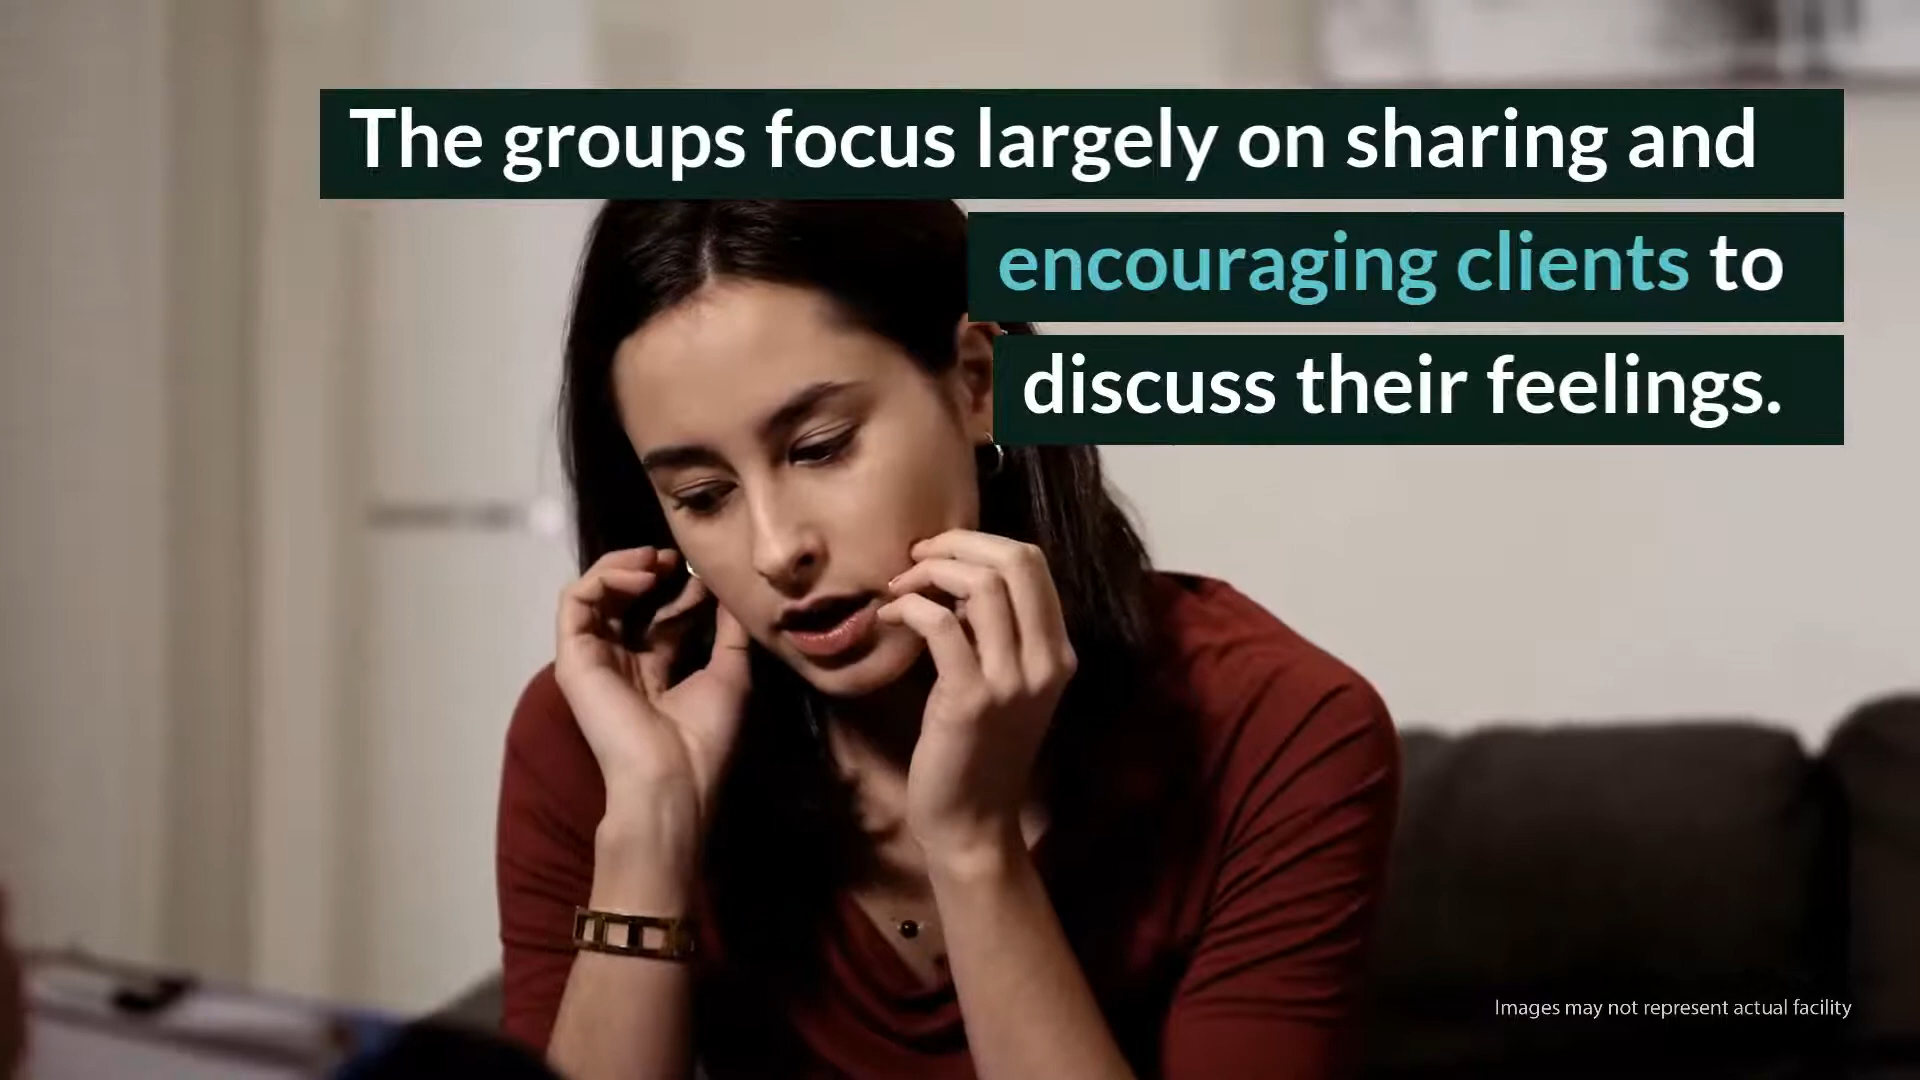 The groups focus largely on sharing and
encouraging clients to
discuss their feelings.
Images may not represent actual facility